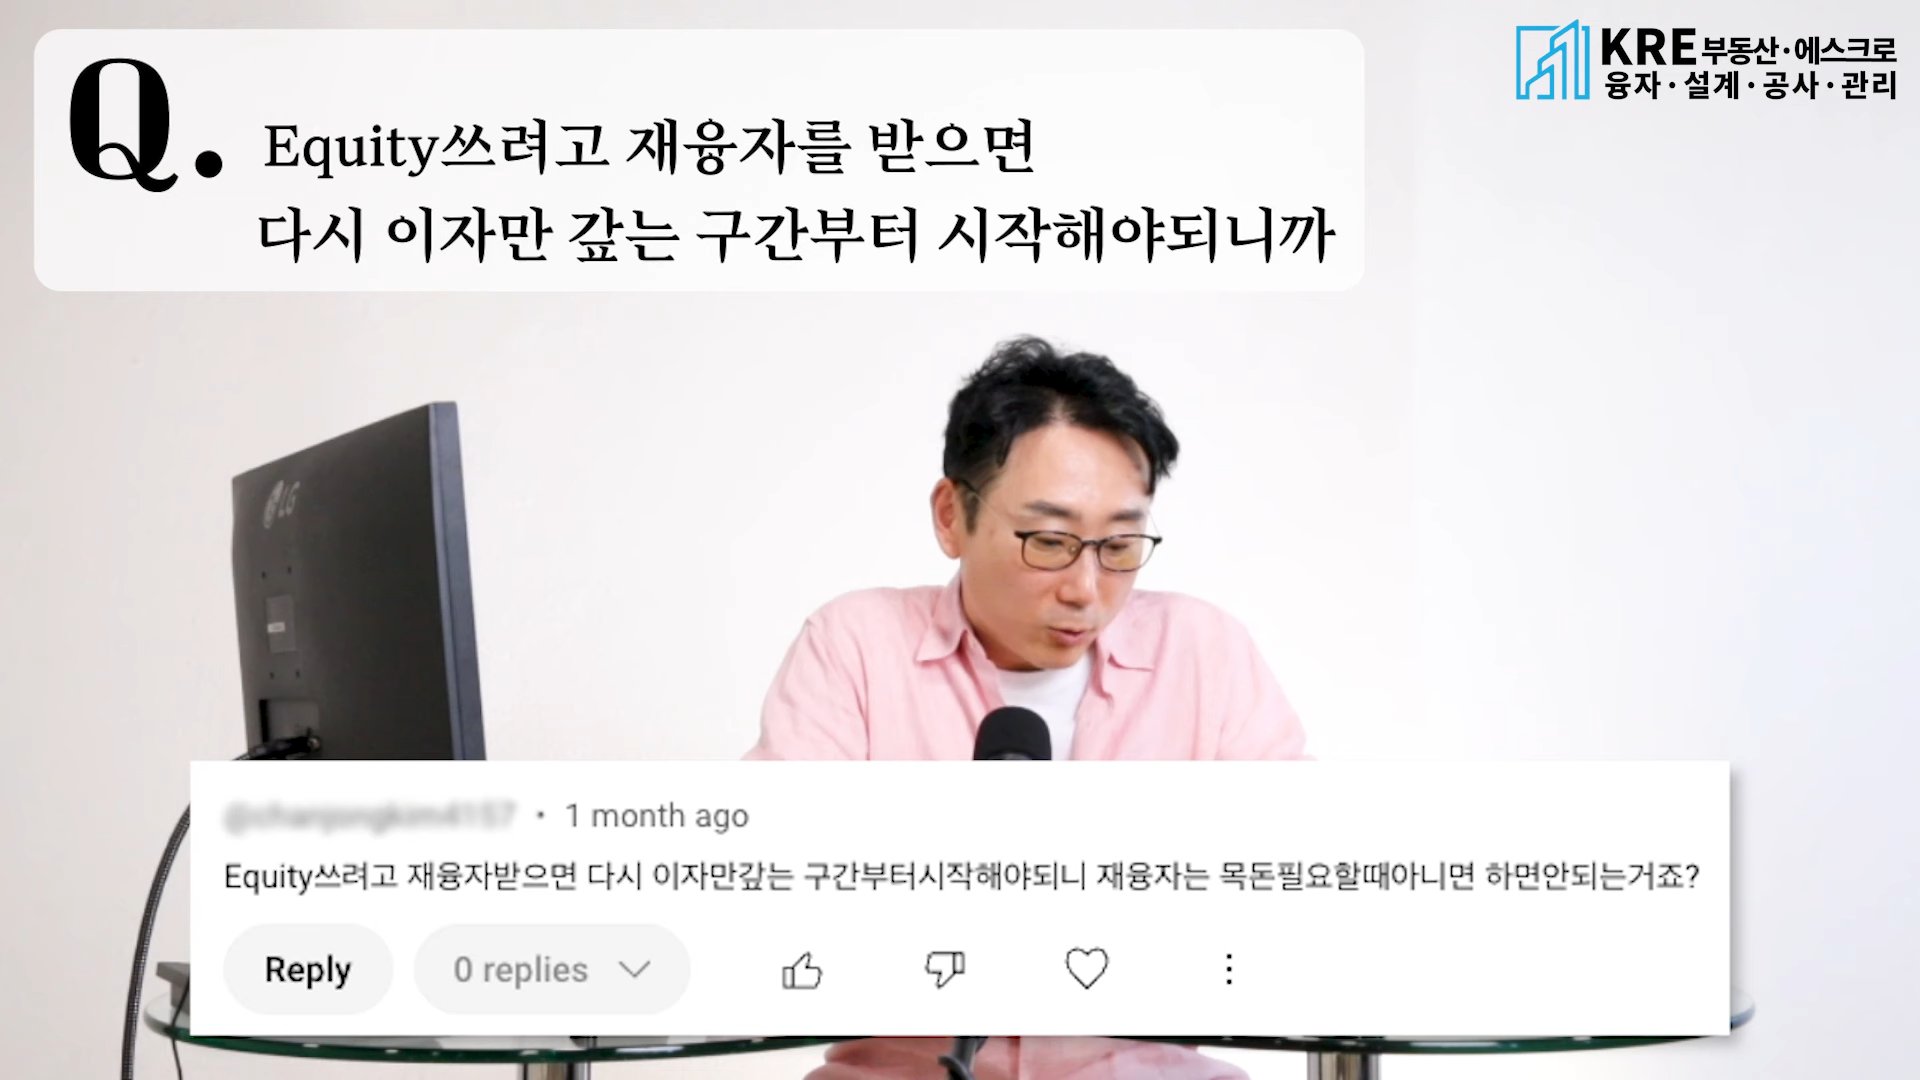 Q. Equity쓰려고 재융자를 받으면
다시 이자만 갚는 구간부터 시작해야되니까
KRE 부동산·에스크로
융자·설계·공사·관리
LG
• 1 month ago
Equity쓰려고 재융자받으면 다시 이자만갚는 구간부터시작해야되니 재융자는 목돈필요할때아니면 하면안되는거죠?
Reply
0 replies